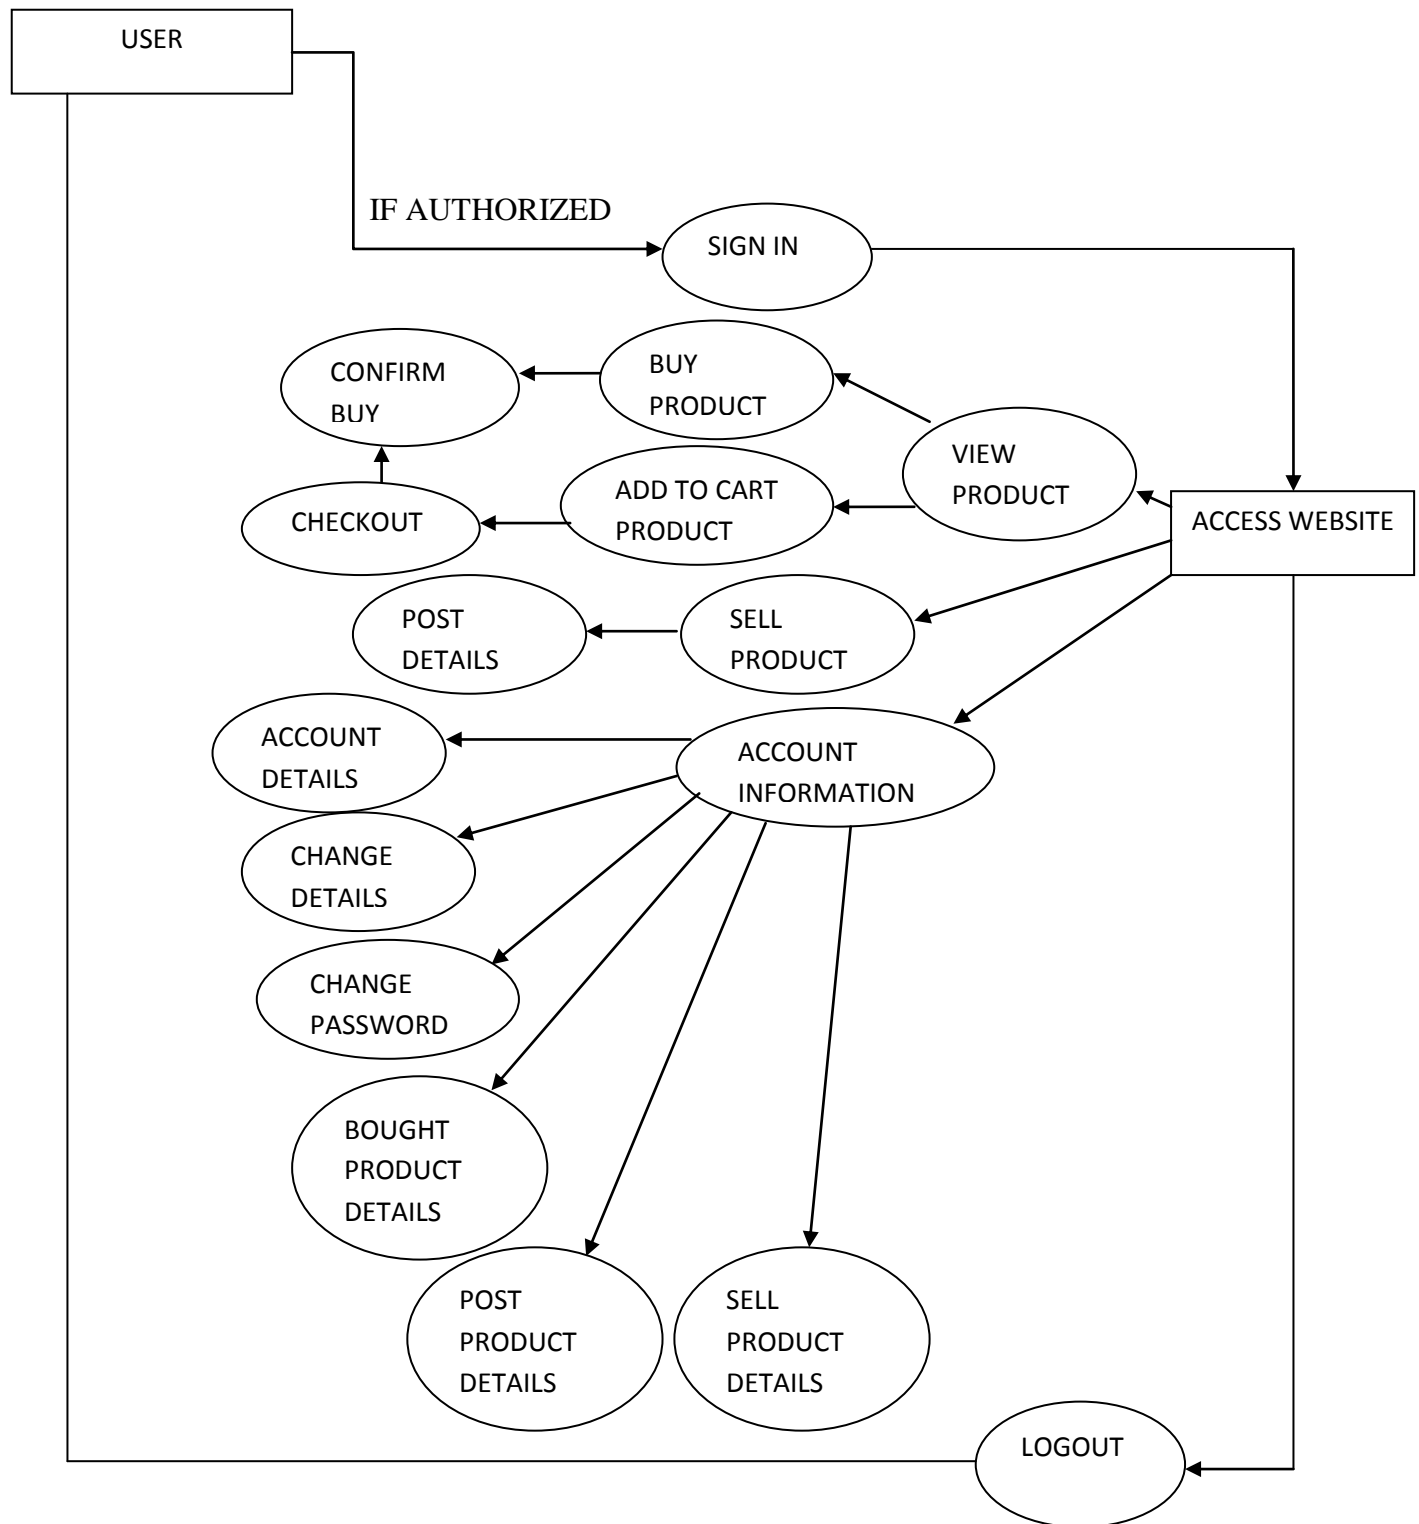 USER
IF AUTHORIZED
SIGN IN
CONFIRM
BUY
BUY
PRODUCT
VIEW
PRODUCT
ADD TO CART
PRODUCT
CHECKOUT
ACCESS WEBSITE
POST
DETAILS
SELL
PRODUCT
ACCOUNT
DETAILS
ACCOUNT
INFORMATION
CHANGE
DETAILS
CHANGE
PASSWORD
BOUGHT
PRODUCT
DETAILS
POST
PRODUCT
DETAILS
SELL
PRODUCT
DETAILS
LOGOUT